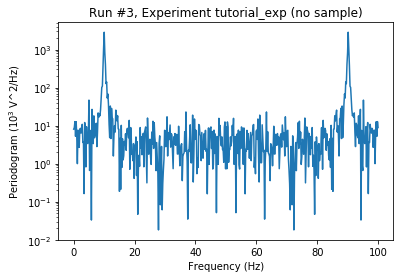 Run #3, Experiment tutorial_exp (no sample)
Periodogram (10³ V^2/Hz)
10³
10²
10¹
10⁰
10⁻¹
10⁻²
0 20 40 60 80 100
Frequency (Hz)